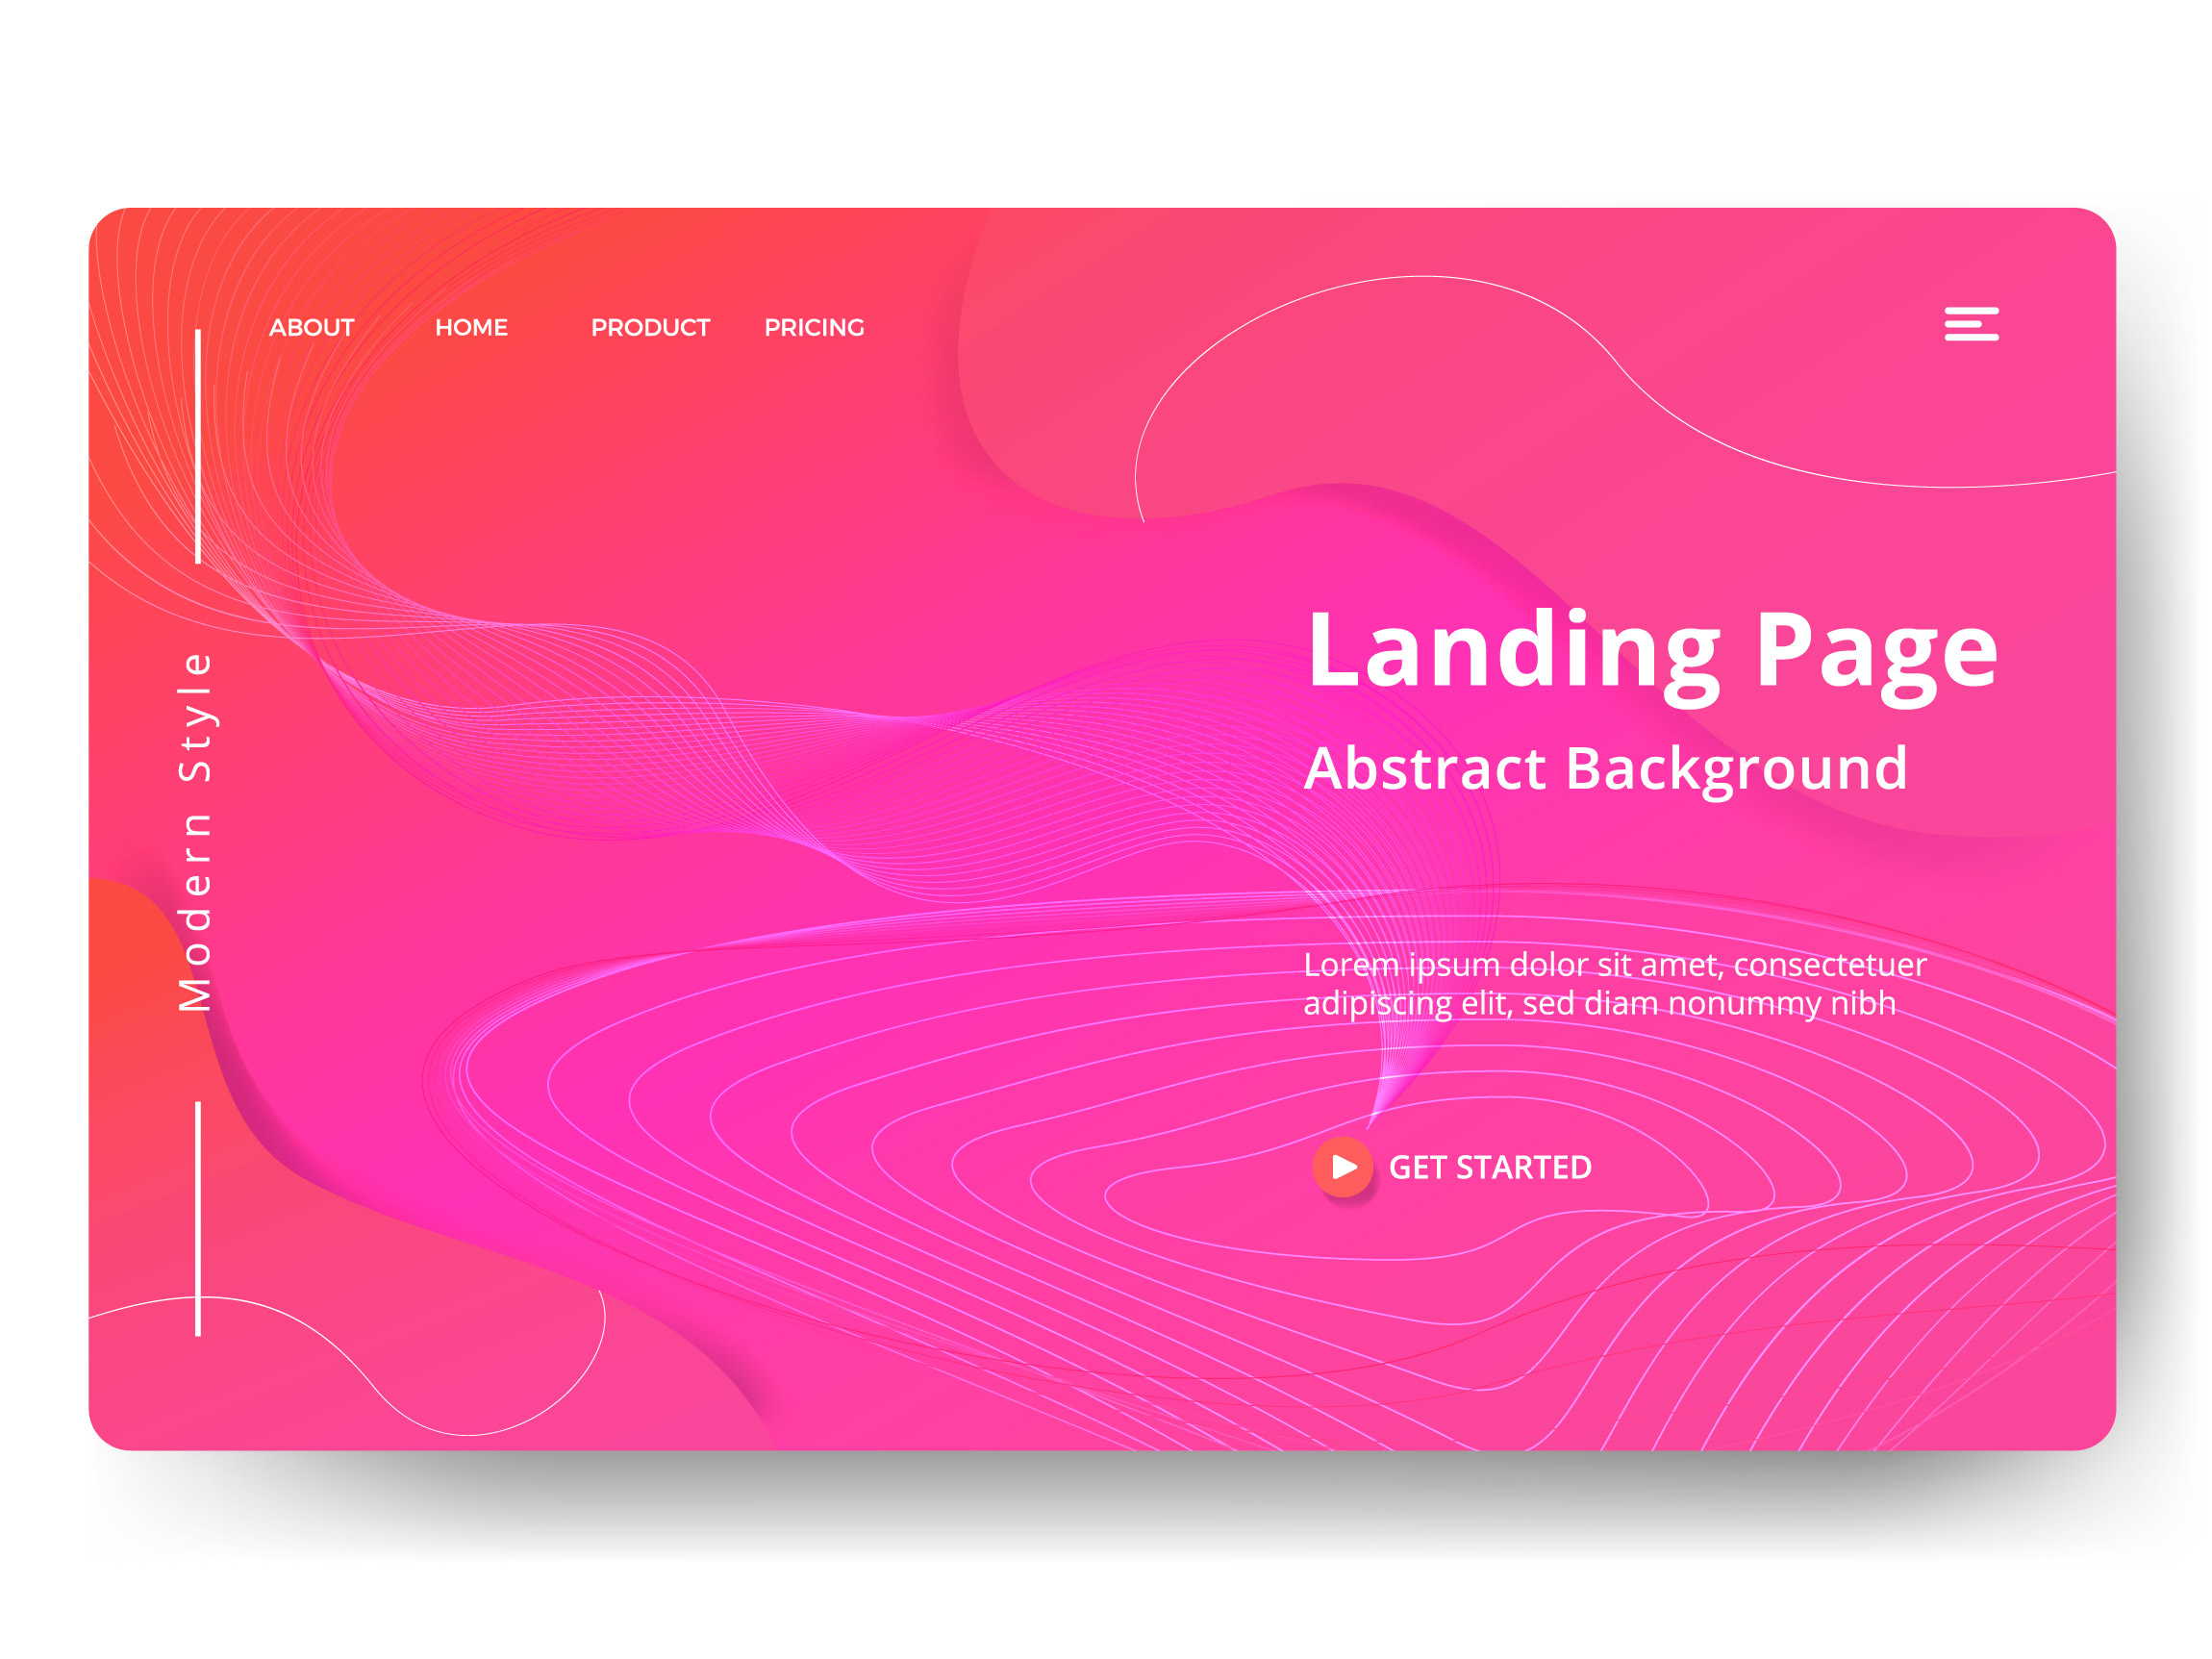 ABOUT HOME PRODUCT PRICING
Modern Style
Landing Page
Abstract Background
Lorem ipsum dolor sit amet, consectetuer
adipiscing elit, sed diam nonummy nibh
GET STARTED